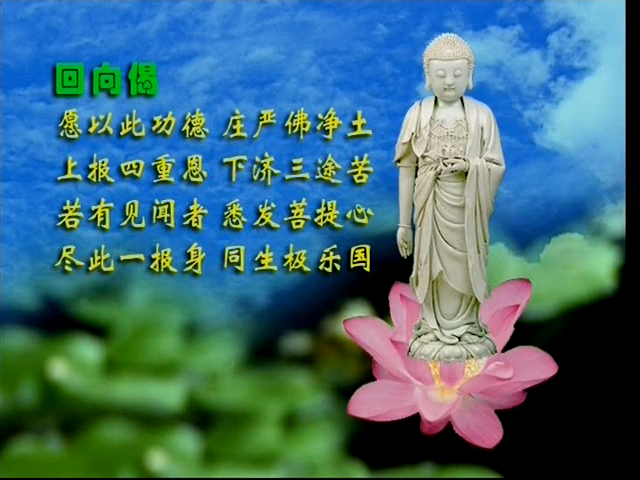 回向偈
愿以此功德 庄严佛净土
上报四重恩 下济三途苦
若有见闻者 悉发菩提心
尽此一报身 同生极乐国